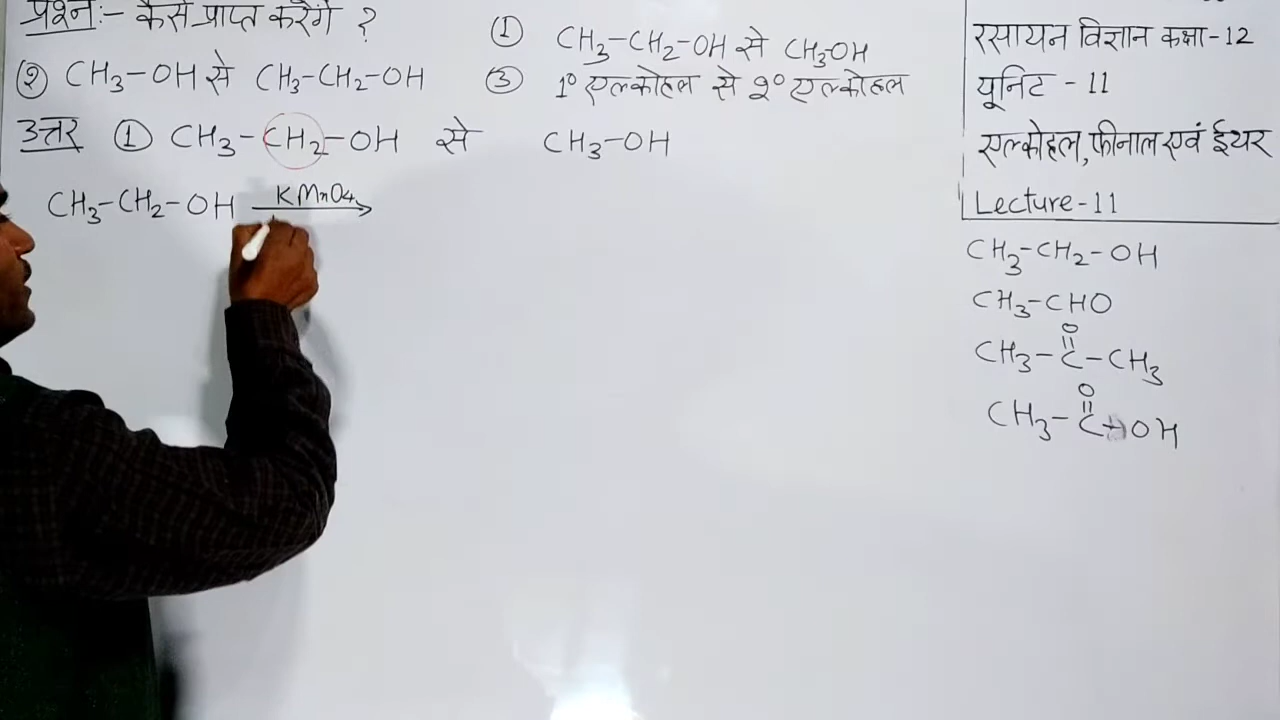 प्रश्न:- कैसे प्राप्त करेंगे ?
① CH₃-CH₂-OH से CH₃OH
② CH₃-OH से CH₃-CH₂-OH
③ 1° एल्कोहल से 2° एल्कोहल
उत्तर ① CH₃-CH₂-OH से CH₃-OH
CH₃-CH₂-OH KMnO₄ →
रसायन विज्ञान कक्षा-12
यूनिट - 11
एल्कोहल, फीनाल एवं ईथर
Lecture-11
CH₃-CH₂-OH
CH₃-CHO
O
CH₃-C-CH₃
O
CH₃-C-OH